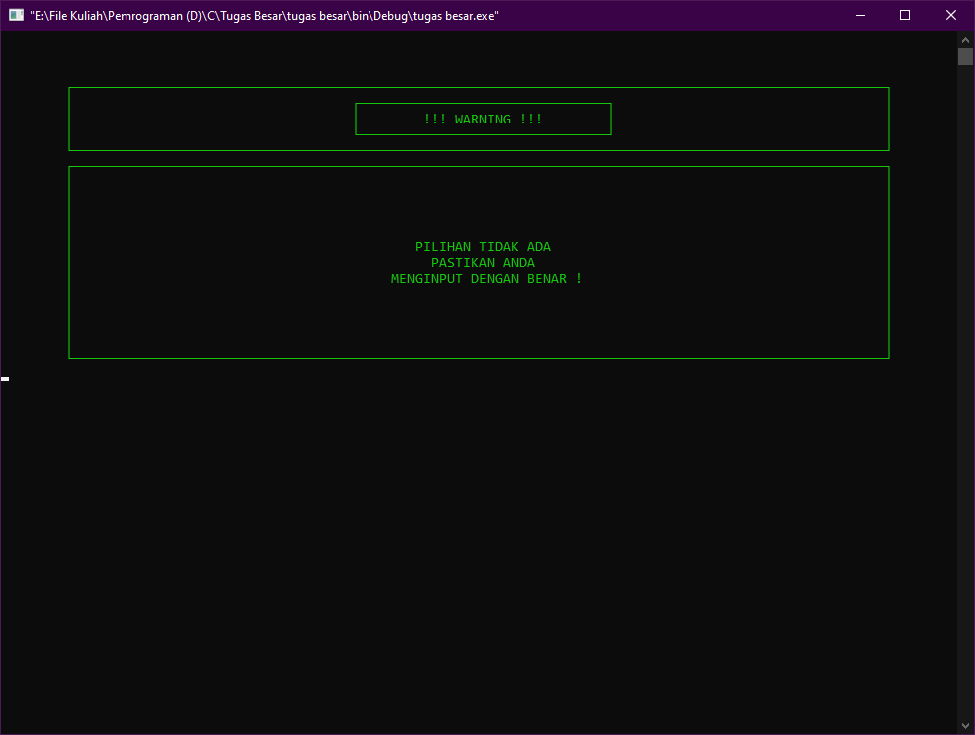 "E:\File Kuliah\Pemrograman (D)\C\Tugas Besar\tugas besar\bin\Debug\tugas besar.exe"
!!! WARNING !!!
PILIHAN TIDAK ADA
PASTIKAN ANDA
MENGINPUT DENGAN BENAR !